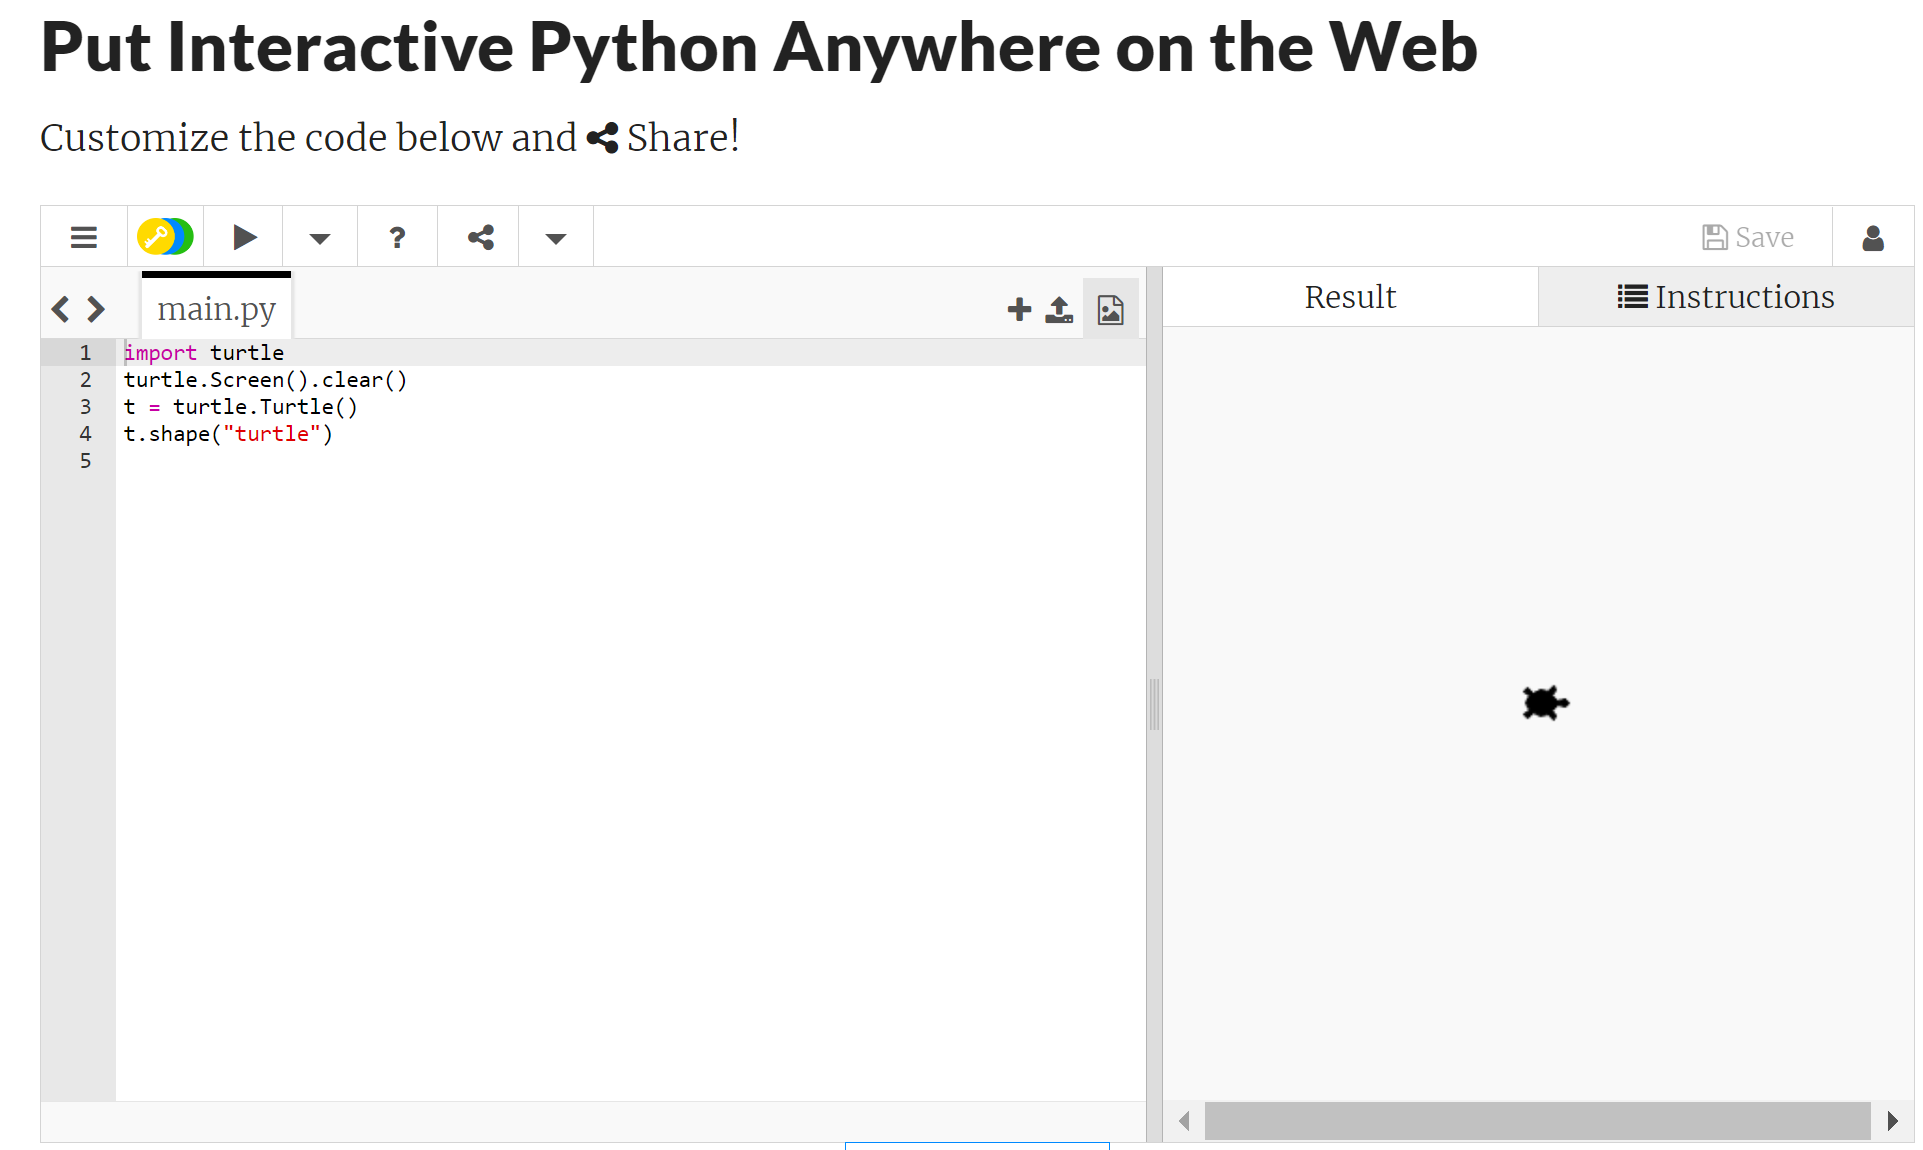 Put Interactive Python Anywhere on the Web
Customize the code below and Share!
?
Save
main.py
Result
Instructions
1 import turtle
2 turtle.Screen().clear()
3 t = turtle.Turtle()
4 t.shape("turtle")
5